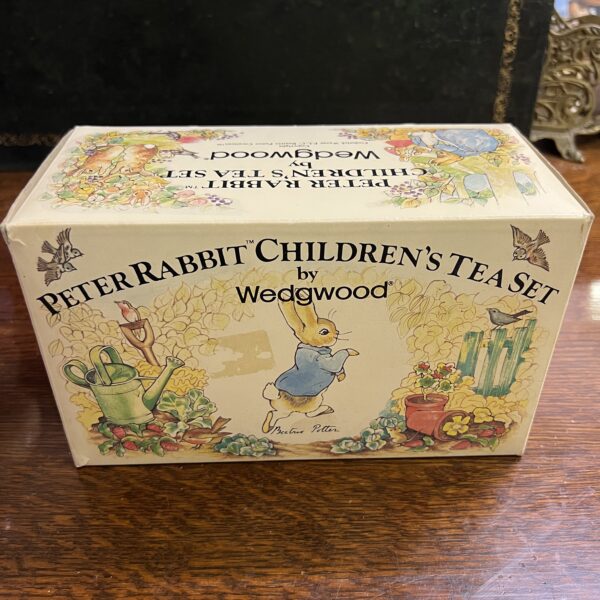 PETER RABBIT™
CHILDREN'S TEA SET
by
Wedgwood®
PETER RABBIT™ CHILDREN'S TEA SET
by
Wedgwood®
Beatrix Potter